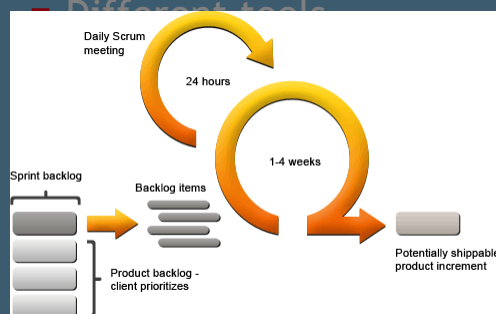 Different tools
Daily Scrum
meeting
24 hours
1-4 weeks
Sprint backlog
Backlog items
Potentially shippable
product increment
Product backlog -
client prioritizes